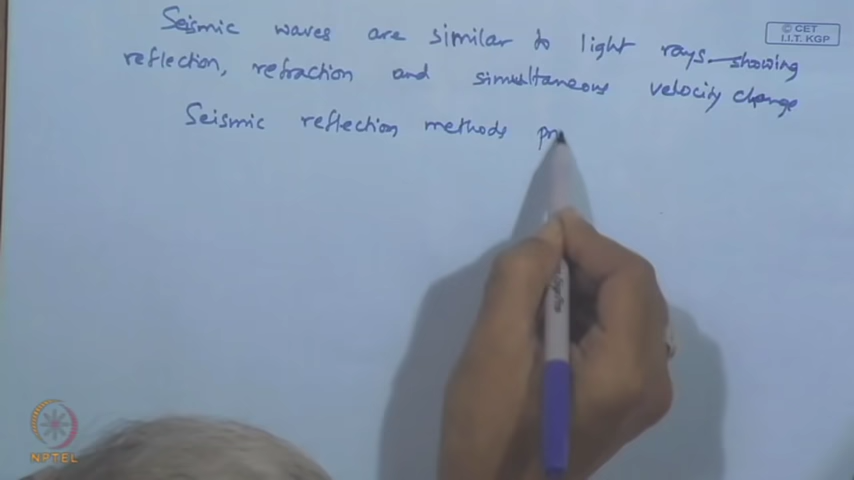 © CET
I.I.T. KGP
Seismic waves are similar to light rays - showing
reflection, refraction and simultaneous velocity change
Seismic reflection methods pr
NPTEL